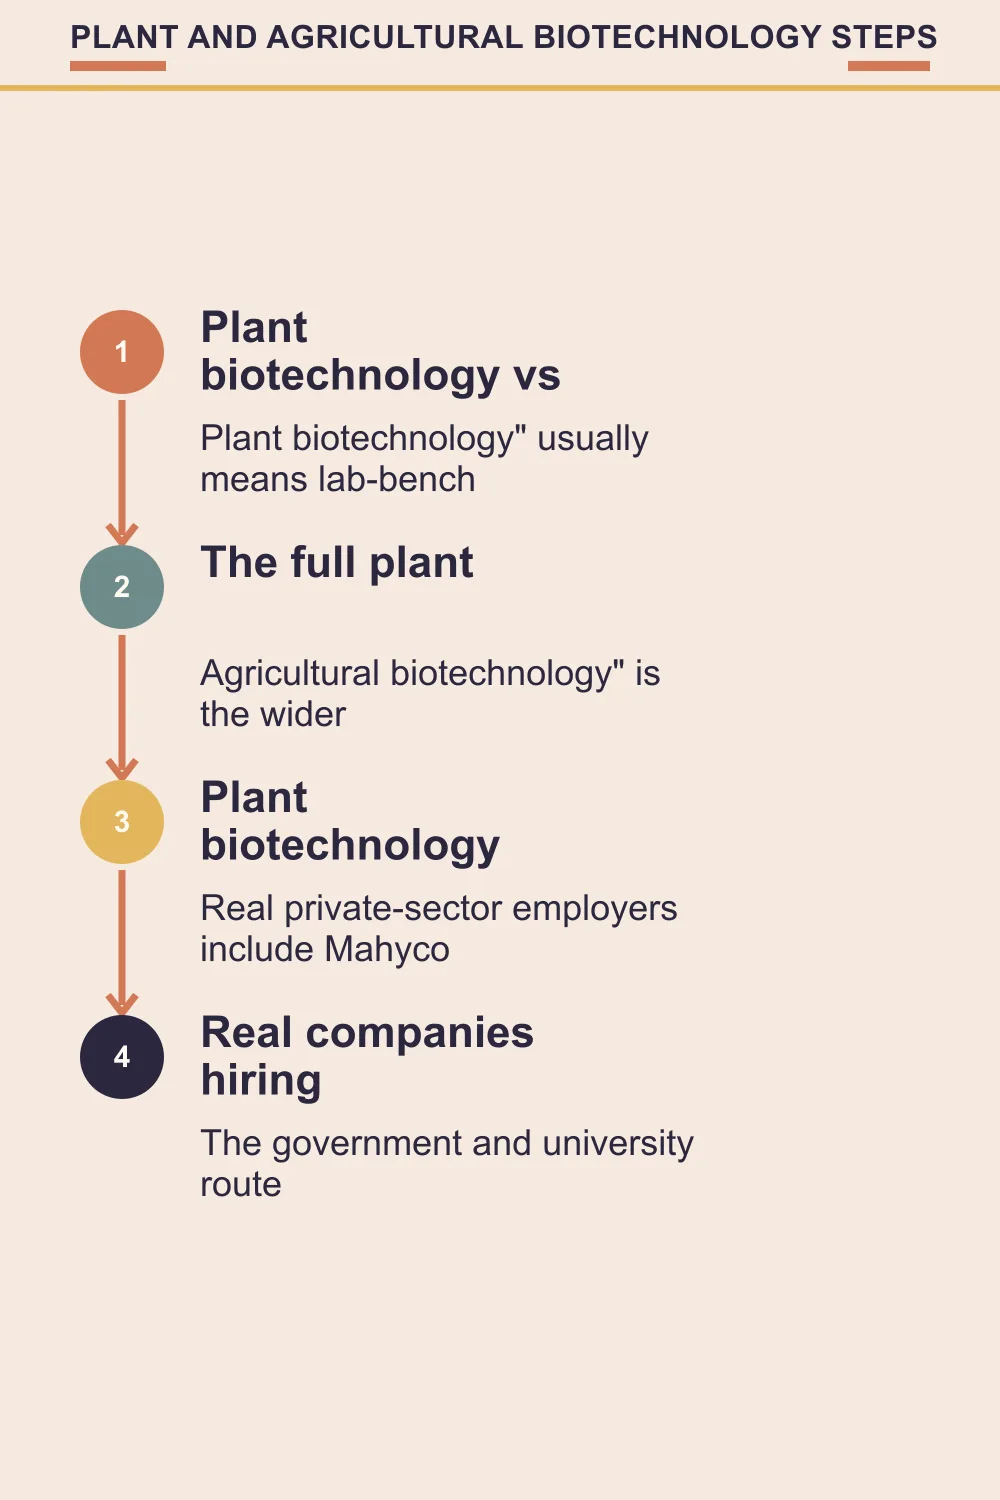 PLANT AND AGRICULTURAL BIOTECHNOLOGY STEPS
1
Plant
biotechnology vs
Plant biotechnology" usually
means lab-bench
2
The full plant
Agricultural biotechnology" is
the wider
3
Plant
biotechnology
Real private-sector employers
include Mahyco
4
Real companies
hiring
The government and university
route